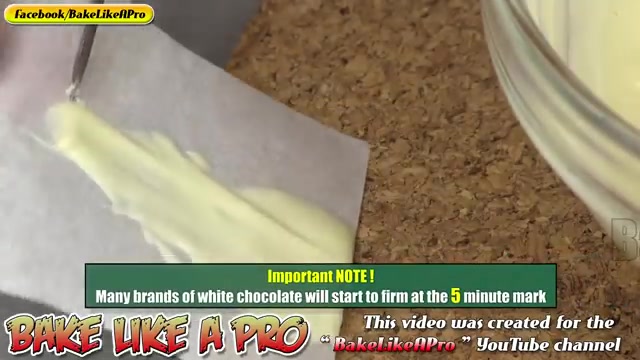 Facebook/BakeLikeAPro
Important NOTE !
Many brands of white chocolate will start to firm at the 5 minute mark
BAKE LIKE A PRO
This video was created for the
“ BakeLikeAPro ” YouTube channel